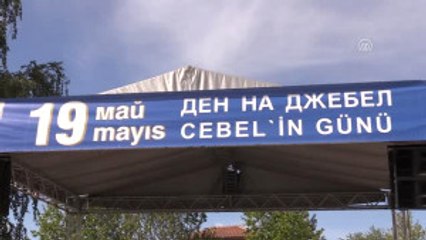 19 май ДЕН НА ДЖЕБЕЛ
mayıs CEBEL`İN GÜNÜ